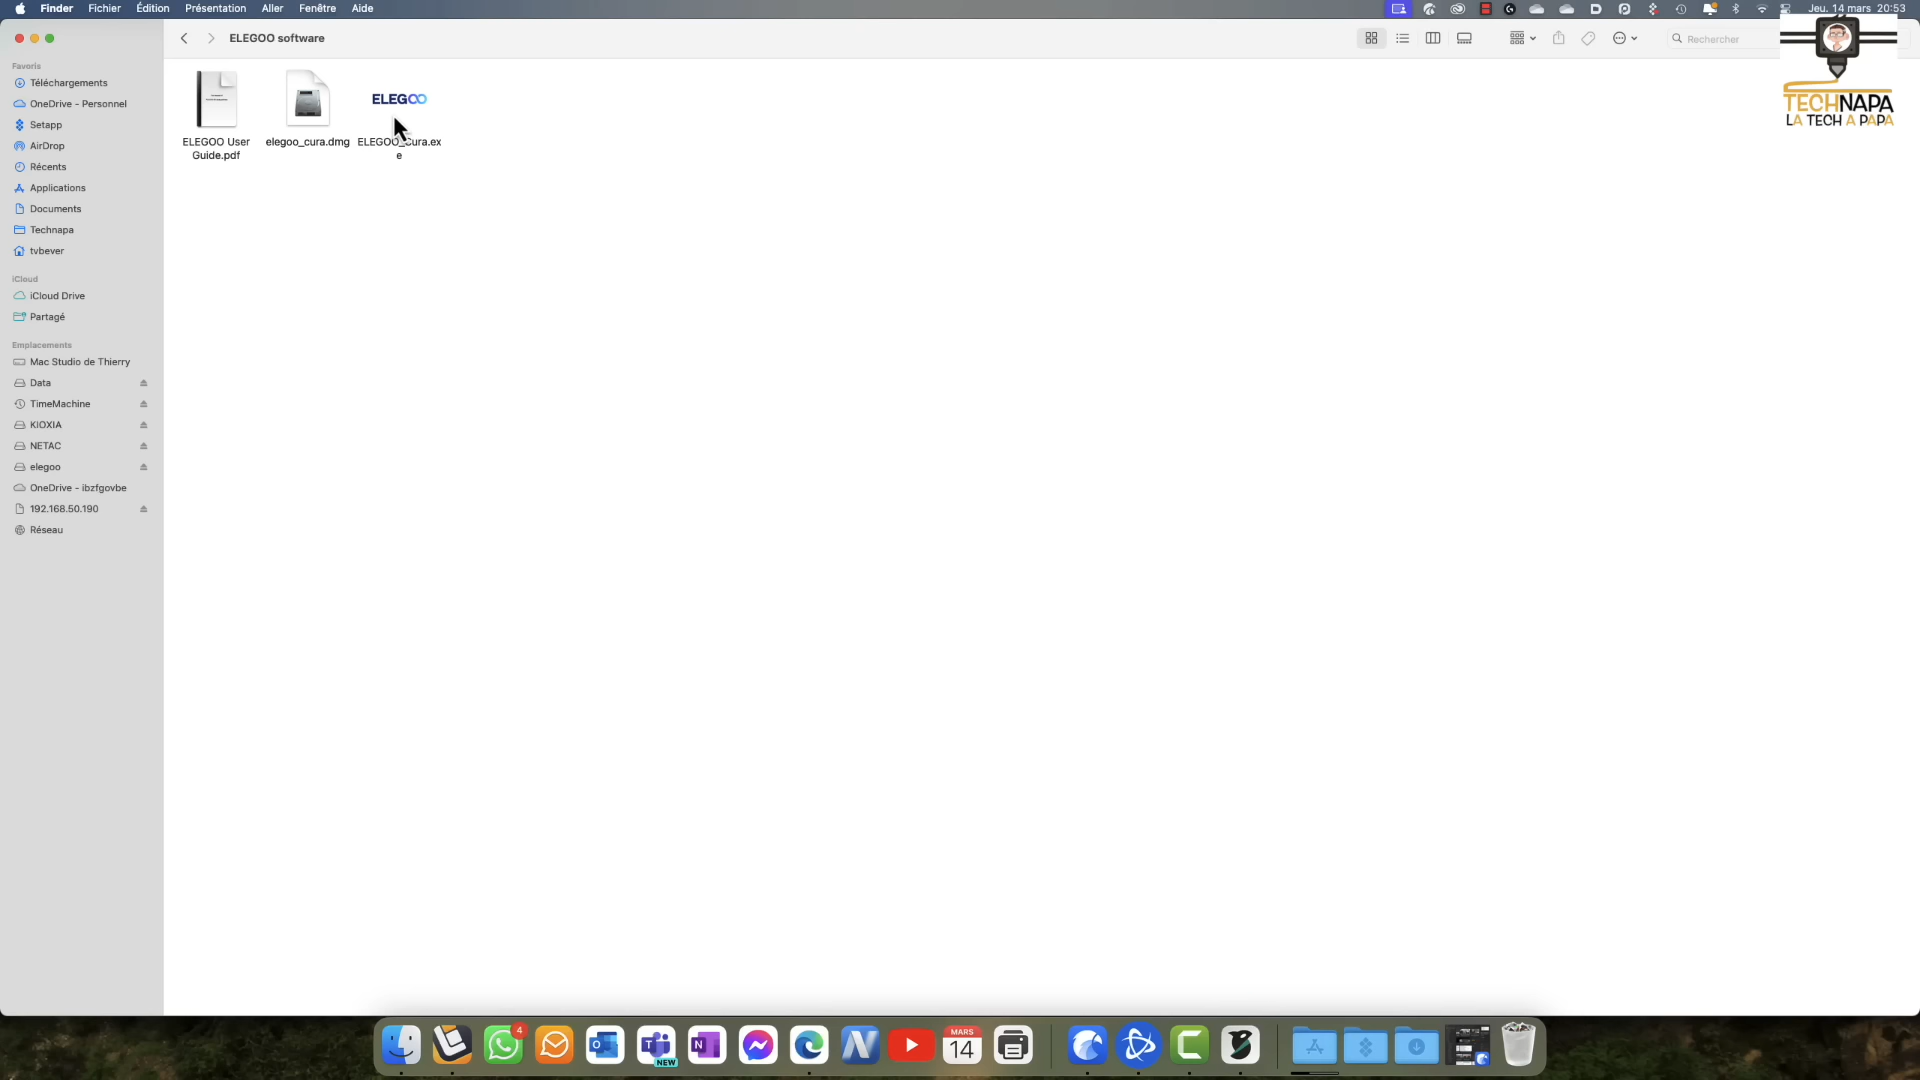 Finder Fichier Édition Présentation Aller Fenêtre Aide
Jeu. 14 mars 20:53
ELEGOO software
Rechercher
TECHNAPA
LA TECH A PAPA
Favoris
Téléchargements
OneDrive - Personnel
Setapp
AirDrop
Récents
Applications
Documents
Technapa
tvbever
iCloud
iCloud Drive
Partagé
Emplacements
Mac Studio de Thierry
Data
TimeMachine
KIOXIA
NETAC
elegoo
OneDrive - ibzfgovbe
192.168.50.190
Réseau
ELEGOO User
Guide.pdf
elegoo_cura.dmg
ELEGOO
ELEGOO_Cura.ex
e
4
NEW
MARS
14